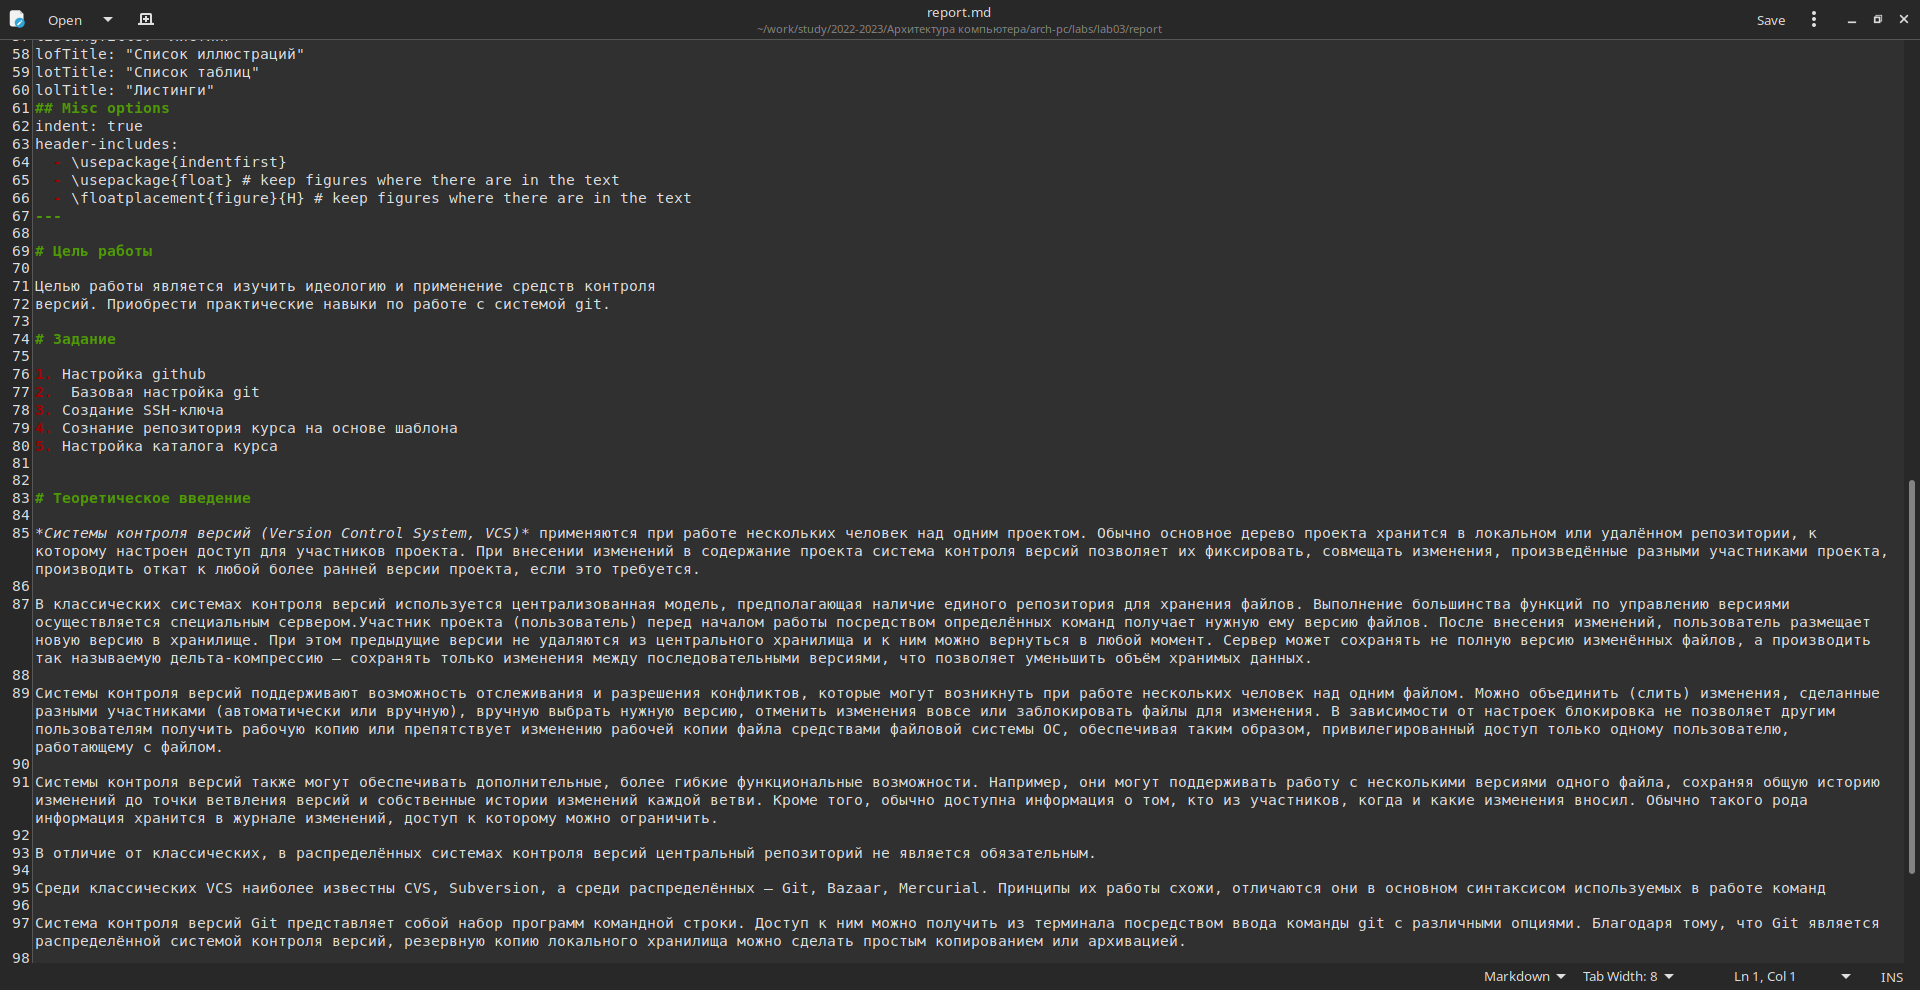 Open
report.md
~/work/study/2022-2023/Архитектура компьютера/arch-pc/labs/lab03/report
Save
58 lofTitle: "Список иллюстраций"
59 lotTitle: "Список таблиц"
60 lolTitle: "Листинги"
61 ## Misc options
62 indent: true
63 header-includes:
64   - \usepackage{indentfirst}
65   - \usepackage{float} # keep figures where there are in the text
66   - \floatplacement{figure}{H} # keep figures where there are in the text
67 ---
68
69 # Цель работы
70
71 Целью работы является изучить идеологию и применение средств контроля
72 версий. Приобрести практические навыки по работе с системой git.
73
74 # Задание
75
76 1. Настройка github
77 2.  Базовая настройка git
78 3. Создание SSH-ключа
79 4. Сознание репозитория курса на основе шаблона
80 5. Настройка каталога курса
81
82
83 # Теоретическое введение
84
85 *Системы контроля версий (Version Control System, VCS)* применяются при работе нескольких человек над одним проектом. Обычно основное дерево проекта хранится в локальном или удалённом репозитории, к
которому настроен доступ для участников проекта. При внесении изменений в содержание проекта система контроля версий позволяет их фиксировать, совмещать изменения, произведённые разными участниками проекта,
производить откат к любой более ранней версии проекта, если это требуется.
86
87 В классических системах контроля версий используется централизованная модель, предполагающая наличие единого репозитория для хранения файлов. Выполнение большинства функций по управлению версиями
осуществляется специальным сервером.Участник проекта (пользователь) перед началом работы посредством определённых команд получает нужную ему версию файлов. После внесения изменений, пользователь размещает
новую версию в хранилище. При этом предыдущие версии не удаляются из центрального хранилища и к ним можно вернуться в любой момент. Сервер может сохранять не полную версию изменённых файлов, а производить
так называемую дельта-компрессию — сохранять только изменения между последовательными версиями, что позволяет уменьшить объём хранимых данных.
88
89 Системы контроля версий поддерживают возможность отслеживания и разрешения конфликтов, которые могут возникнуть при работе нескольких человек над одним файлом. Можно объединить (слить) изменения, сделанные
разными участниками (автоматически или вручную), вручную выбрать нужную версию, отменить изменения вовсе или заблокировать файлы для изменения. В зависимости от настроек блокировка не позволяет другим
пользователям получить рабочую копию или препятствует изменению рабочей копии файла средствами файловой системы ОС, обеспечивая таким образом, привилегированный доступ только одному пользователю,
работающему с файлом.
90
91 Системы контроля версий также могут обеспечивать дополнительные, более гибкие функциональные возможности. Например, они могут поддерживать работу с несколькими версиями одного файла, сохраняя общую историю
изменений до точки ветвления версий и собственные истории изменений каждой ветви. Кроме того, обычно доступна информация о том, кто из участников, когда и какие изменения вносил. Обычно такого рода
информация хранится в журнале изменений, доступ к которому можно ограничить.
92
93 В отличие от классических, в распределённых системах контроля версий центральный репозиторий не является обязательным.
94
95 Среди классических VCS наиболее известны CVS, Subversion, а среди распределённых — Git, Bazaar, Mercurial. Принципы их работы схожи, отличаются они в основном синтаксисом используемых в работе команд
96
97 Система контроля версий Git представляет собой набор программ командной строки. Доступ к ним можно получить из терминала посредством ввода команды git с различными опциями. Благодаря тому, что Git является
распределённой системой контроля версий, резервную копию локального хранилища можно сделать простым копированием или архивацией.
98
Markdown
Tab Width: 8
Ln 1, Col 1
INS